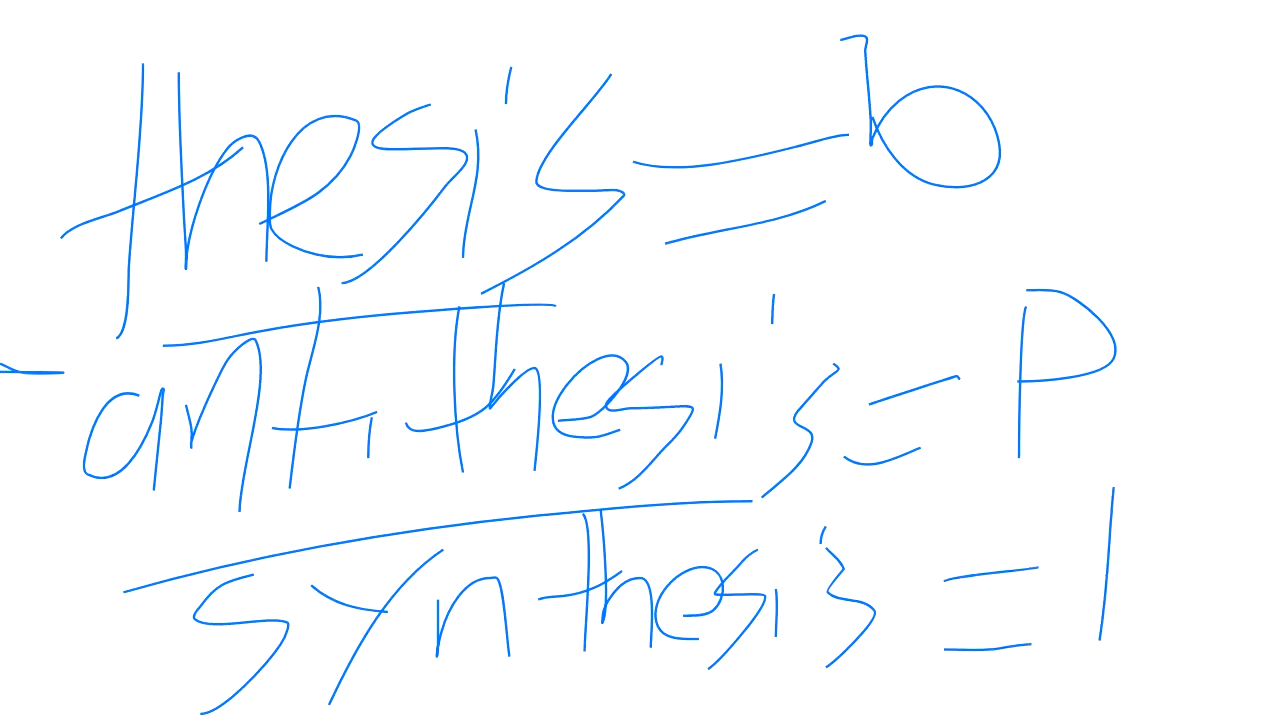 thesis = b
antithesis = P
synthesis = 1